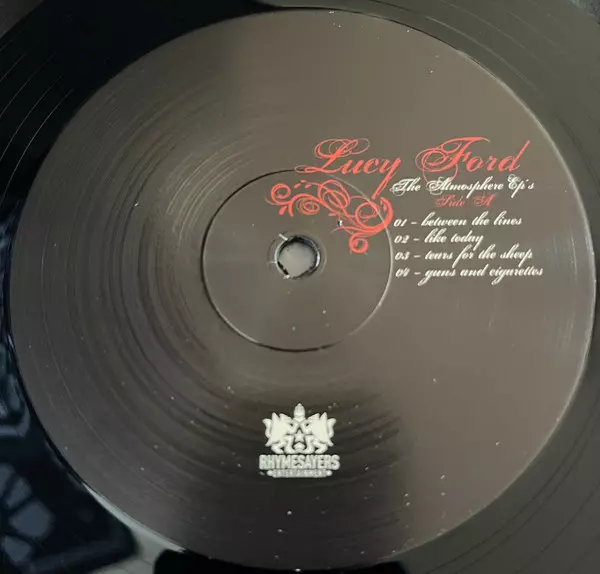 Lucy Ford
The Atmosphere Ep's
Side A
01 - between the lines
02 - like today
03 - tears for the sheep
04 - guns and cigarettes
RHYMESAYERS
ENTERTAINMENT